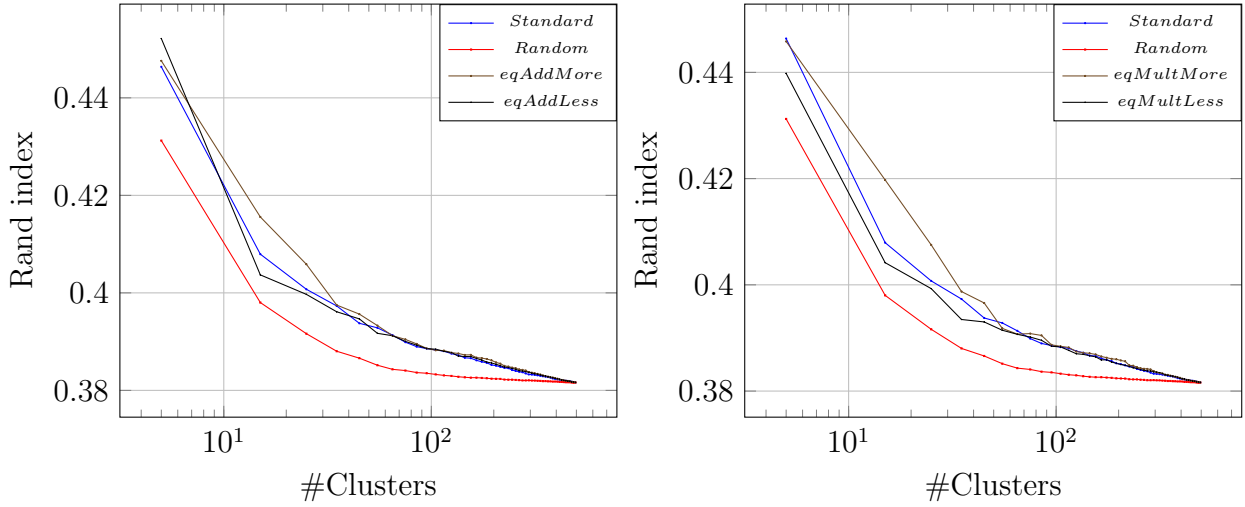 Standard
Random
eqAddMore
eqAddLess
0.44
0.42
0.4
0.38
10^1
10^2
Rand index
#Clusters
Standard
Random
eqMultMore
eqMultLess
0.44
0.42
0.4
0.38
10^1
10^2
Rand index
#Clusters